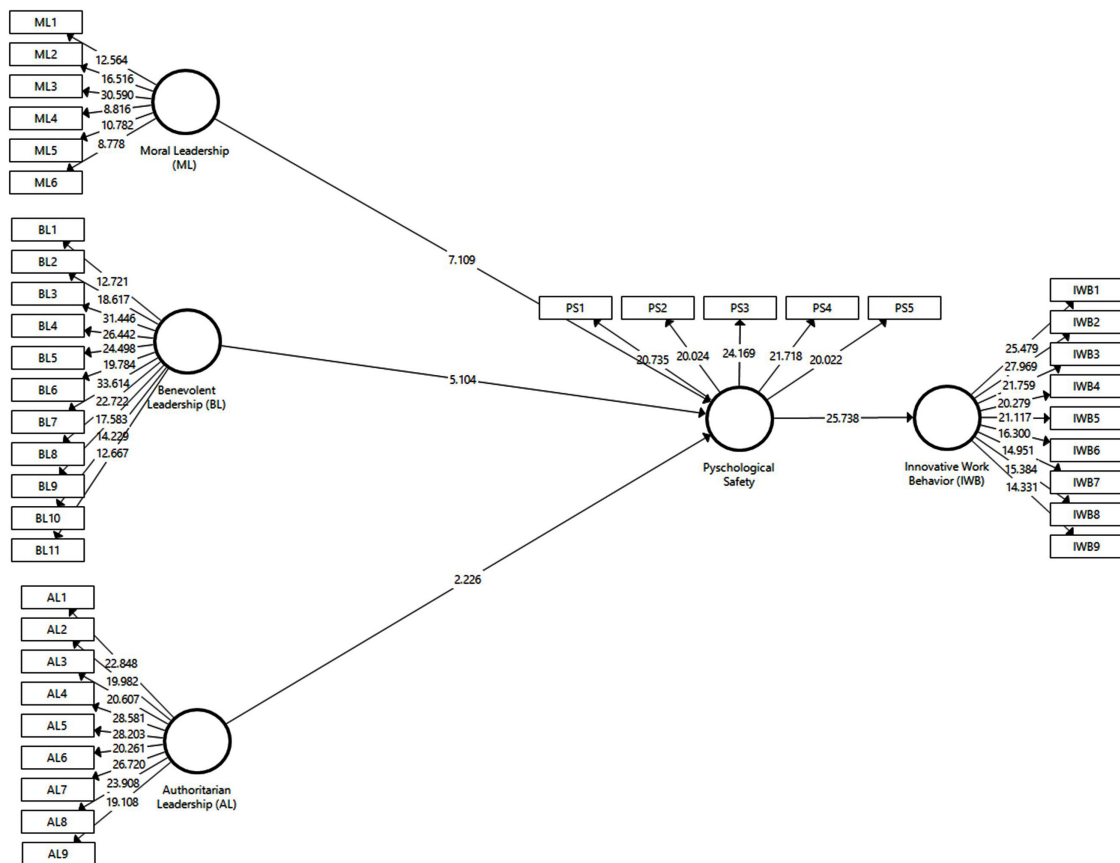 ML1
ML2
ML3
ML4
ML5
ML6
12.564
16.516
30.590
8.816
10.782
8.778
Moral Leadership
(ML)
BL1
BL2
BL3
BL4
BL5
BL6
BL7
BL8
BL9
BL10
BL11
12.721
18.617
31.446
26.442
24.498
19.784
33.614
22.722
17.583
14.229
12.667
Benevolent
Leadership (BL)
AL1
AL2
AL3
AL4
AL5
AL6
AL7
AL8
AL9
22.848
19.982
20.607
28.581
28.203
20.261
26.720
23.908
19.108
Authoritarian
Leadership (AL)
7.109
5.104
2.226
PS1
PS2
PS3
PS4
PS5
20.735
20.024
24.169
21.718
20.022
Pyschological
Safety
25.738
Innovative Work
Behavior (IWB)
25.479
27.969
21.759
20.279
21.117
16.300
14.951
15.384
14.331
IWB1
IWB2
IWB3
IWB4
IWB5
IWB6
IWB7
IWB8
IWB9